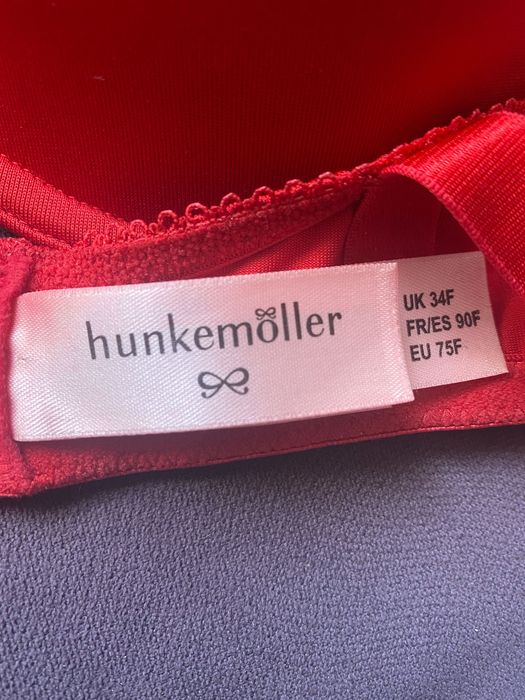 hunkemöller
UK 34F
FR/ES 90F
EU 75F